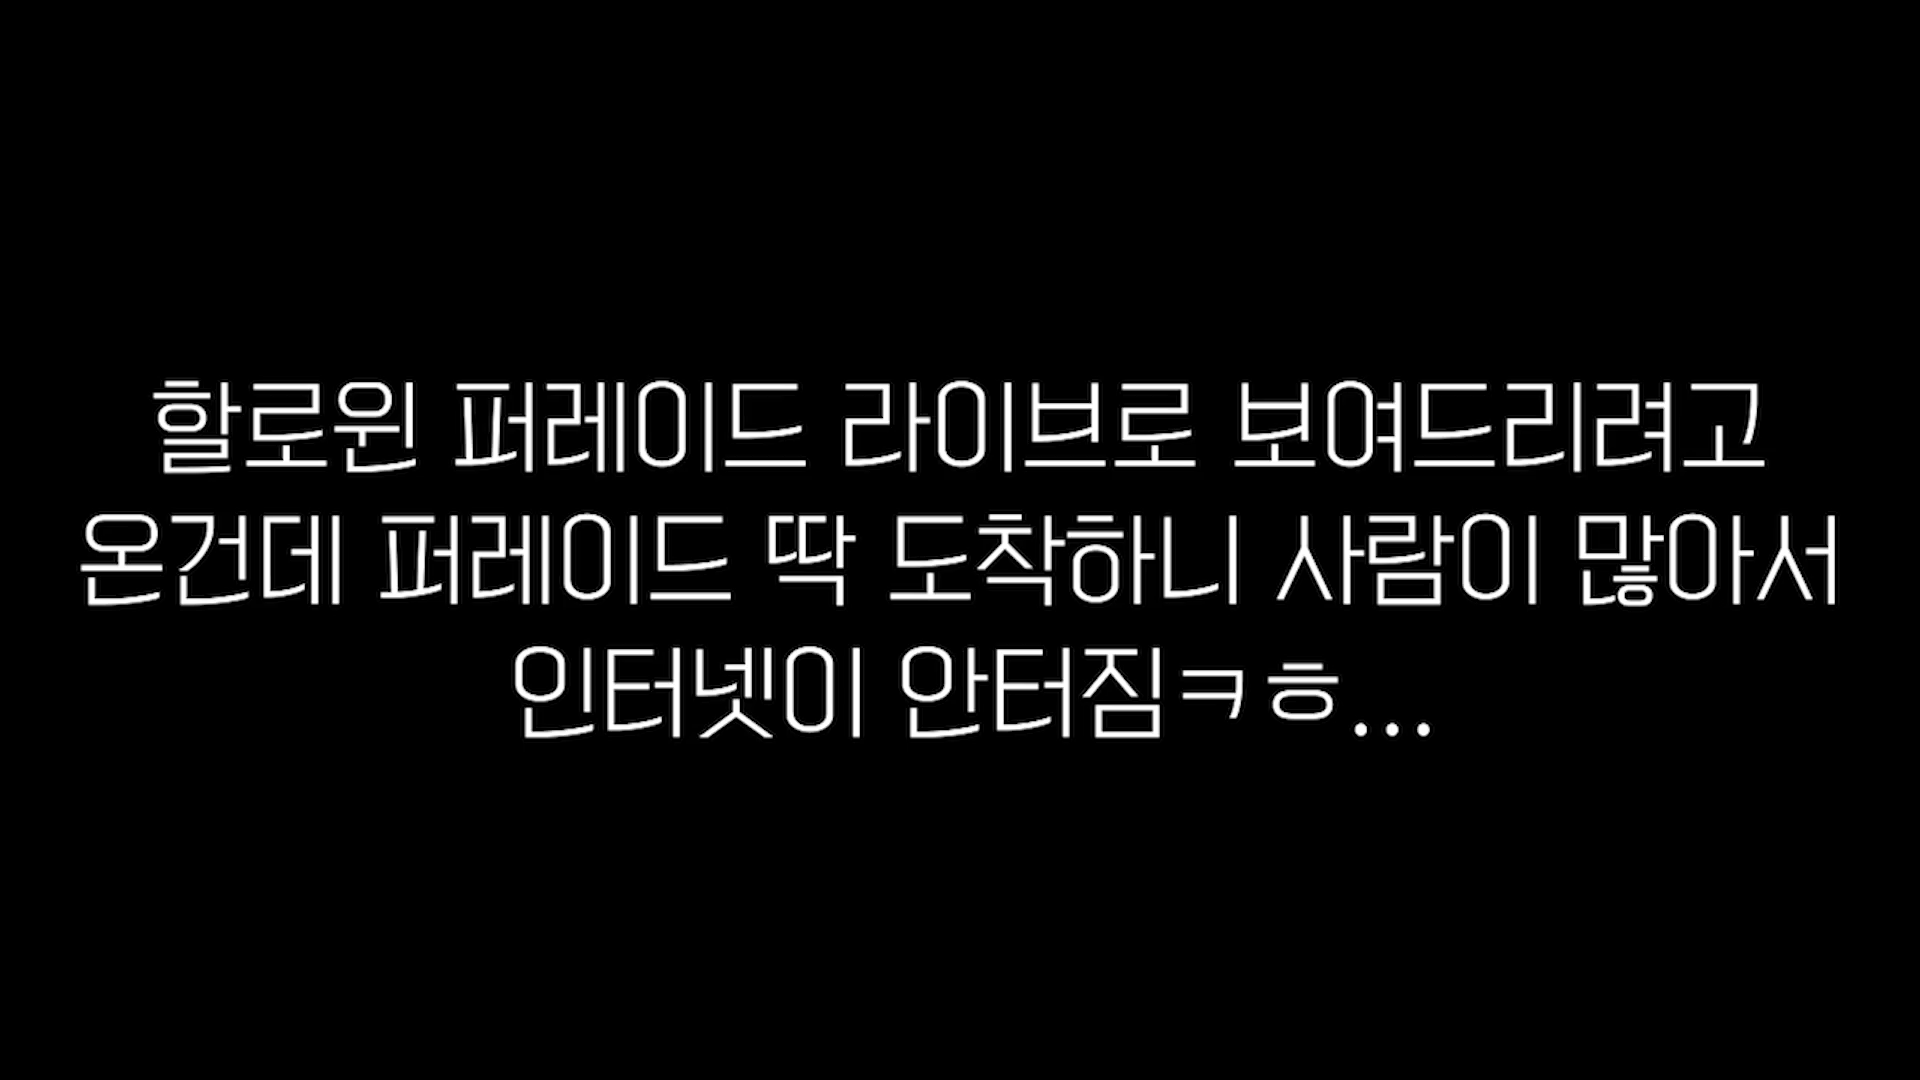 할로윈 퍼레이드 라이브로 보여드리려고
온건데 퍼레이드 딱 도착하니 사람이 많아서
인터넷이 안터짐ㅋㅎ...